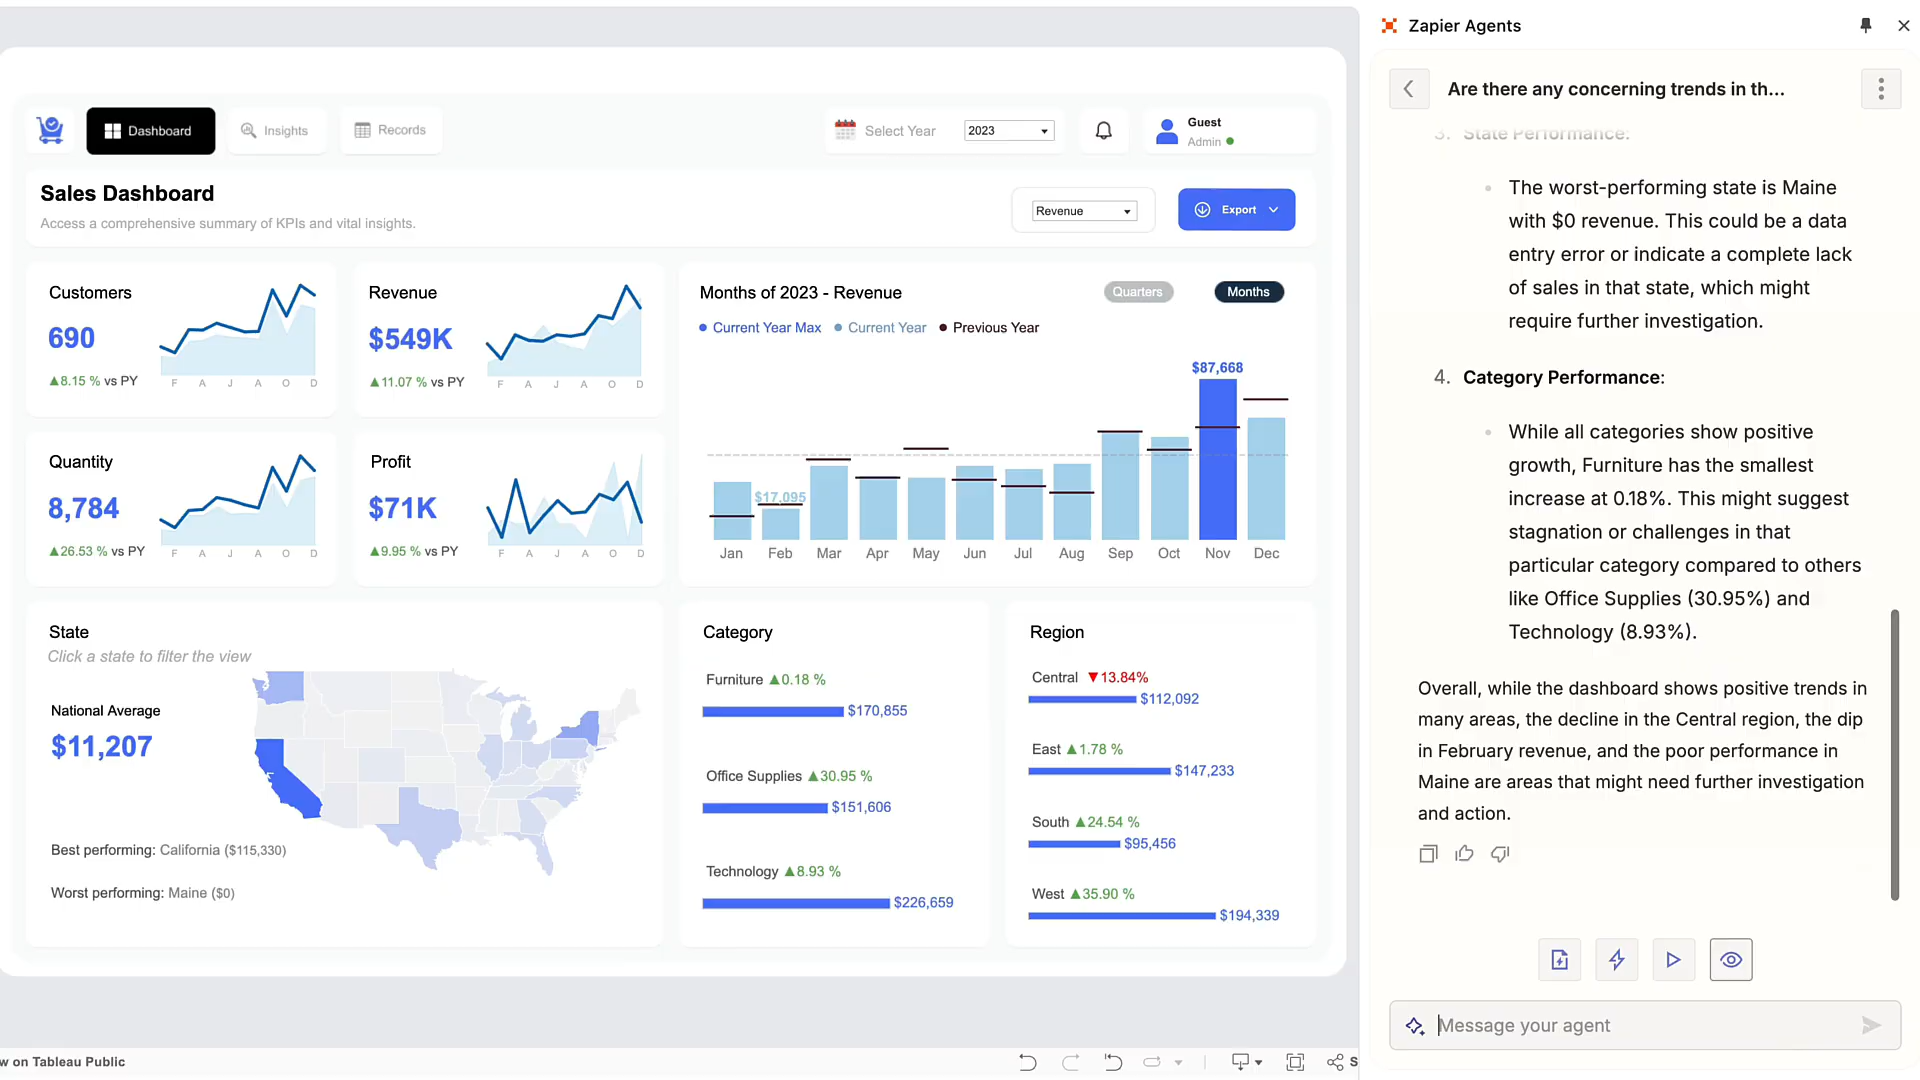 Zapier Agents
Are there any concerning trends in th...
Dashboard
Insights
Records
Select Year
2023
Guest
Admin
Sales Dashboard
Access a comprehensive summary of KPIs and vital insights.
Revenue
Export
Customers
690
▲8.15 % vs PY
F A J A O D
Revenue
$549K
▲11.07 % vs PY
F A J A O D
Quantity
8,784
▲26.53 % vs PY
F A J A O D
Profit
$71K
▲9.95 % vs PY
F A J A O D
Months of 2023 - Revenue
Quarters
Months
Current Year Max
Current Year
Previous Year
$87,668
$17,095
Jan Feb Mar Apr May Jun Jul Aug Sep Oct Nov Dec
State
Click a state to filter the view
National Average
$11,207
Best performing: California ($115,330)
Worst performing: Maine ($0)
Category
Furniture ▲0.18 %
$170,855
Office Supplies ▲30.95 %
$151,606
Technology ▲8.93 %
$226,659
Region
Central ▼13.84%
$112,092
East ▲1.78 %
$147,233
South ▲24.54 %
$95,456
West ▲35.90 %
$194,339
w on Tableau Public
S
3. State Performance:
The worst-performing state is Maine
with $0 revenue. This could be a data
entry error or indicate a complete lack
of sales in that state, which might
require further investigation.
4. Category Performance:
While all categories show positive
growth, Furniture has the smallest
increase at 0.18%. This might suggest
stagnation or challenges in that
particular category compared to others
like Office Supplies (30.95%) and
Technology (8.93%).
Overall, while the dashboard shows positive trends in
many areas, the decline in the Central region, the dip
in February revenue, and the poor performance in
Maine are areas that might need further investigation
and action.
Message your agent